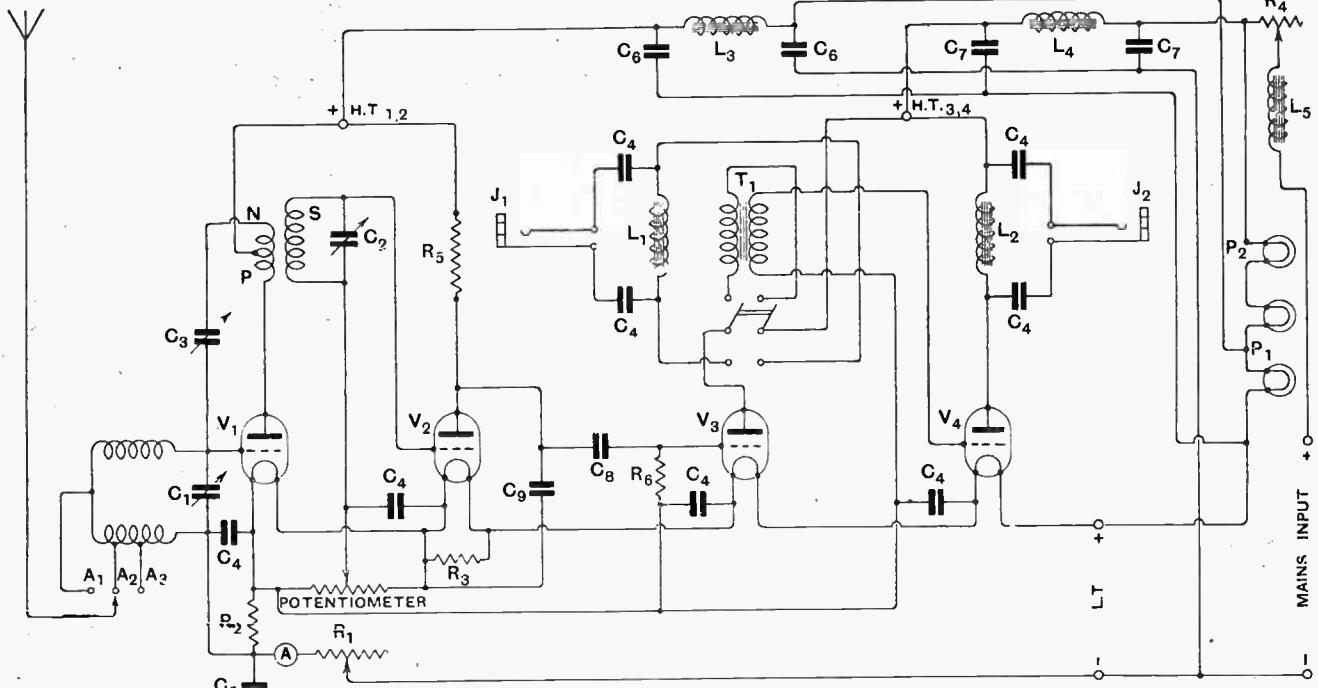 R4
C6 L3 C6 C7 L4 C7
L5
+ H.T 1,2
+ H.T.3,4
C4 C4
J1 T1 J2
N S C2 R5 L1 L2
P
P2
C4 C4
C3
P1
V1 V2 V3 V4
C1 C4 C9 C8 R6 C4 C4
+
C4
R3
+
A1 A2 A3
POTENTIOMETER
R2 R1
A
LT
MAINS INPUT
- -